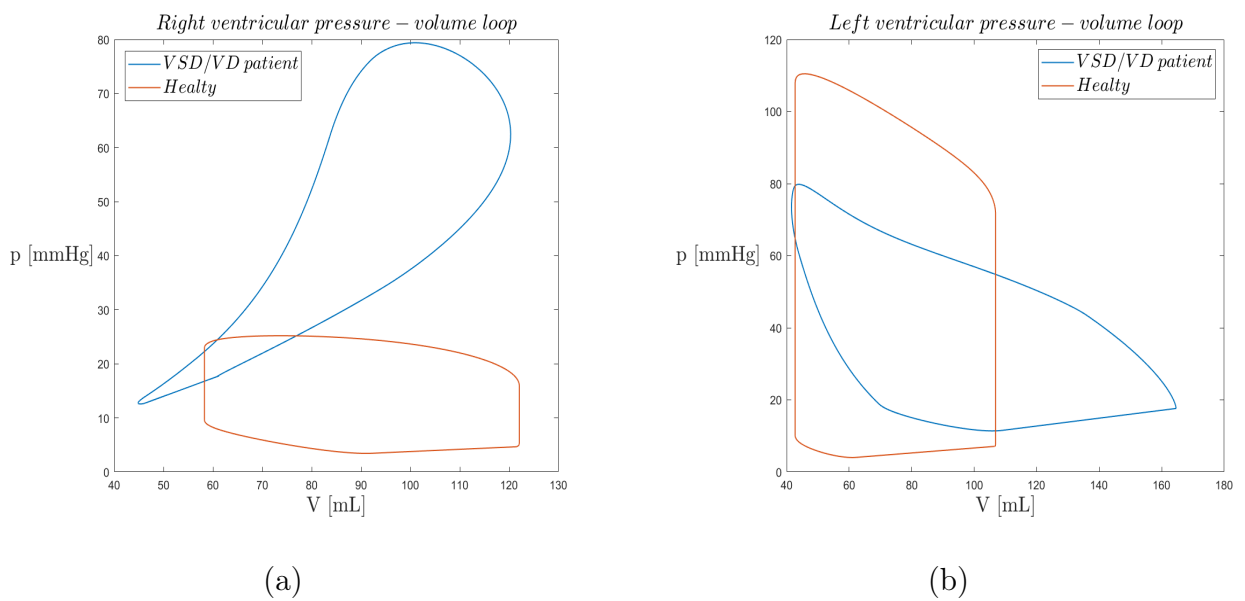 Right ventricular pressure – volume loop
80
70
60
50
40
30
20
10
0
p [mmHg]
VSD/VD patient
Healty
40 50 60 70 80 90 100 110 120 130
V [mL]
(a)
Left ventricular pressure – volume loop
120
100
80
60
40
20
0
p [mmHg]
VSD/VD patient
Healty
40 60 80 100 120 140 160 180
V [mL]
(b)